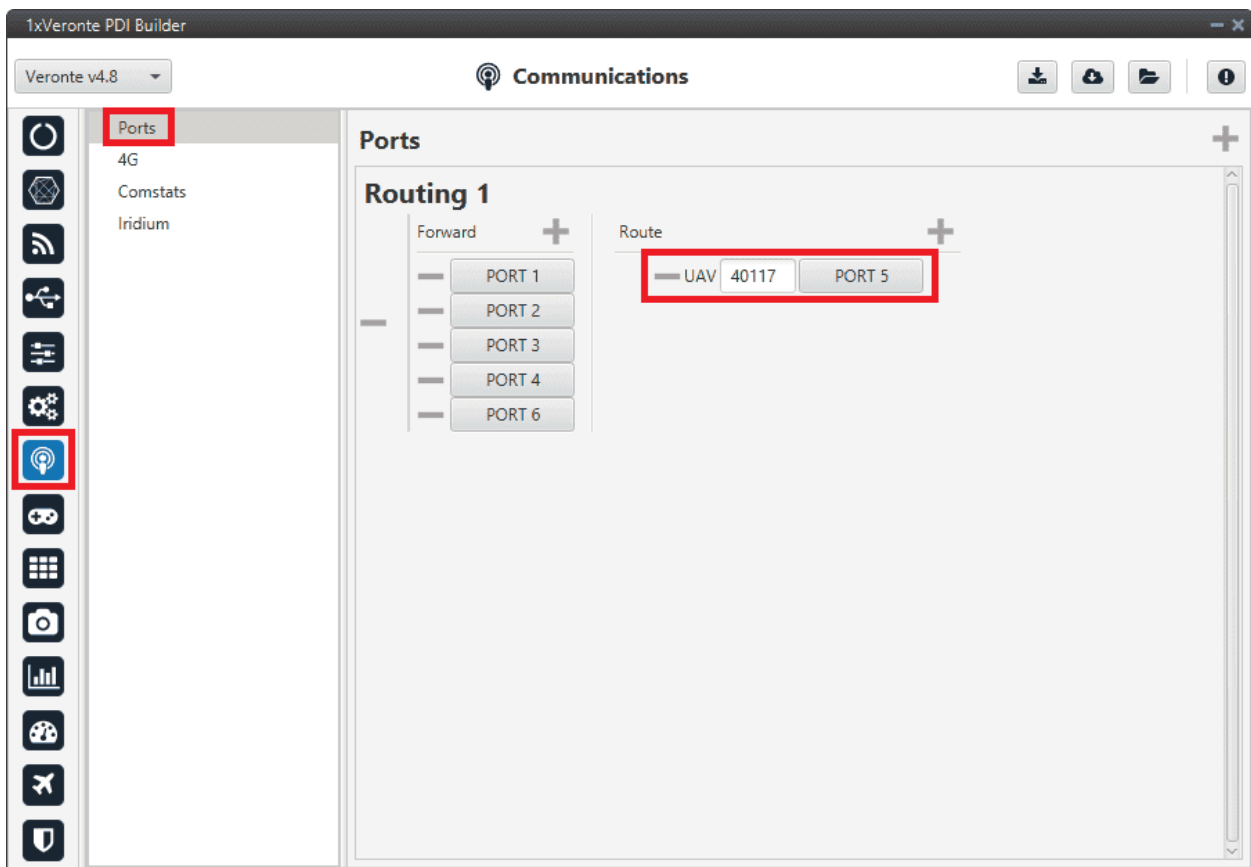 1xVeronte PDI Builder
Veronte v4.8
Communications
Ports
4G
Comstats
Iridium
Ports
Routing 1
Forward
Route
PORT 1
PORT 2
PORT 3
PORT 4
PORT 6
UAV 40117 PORT 5